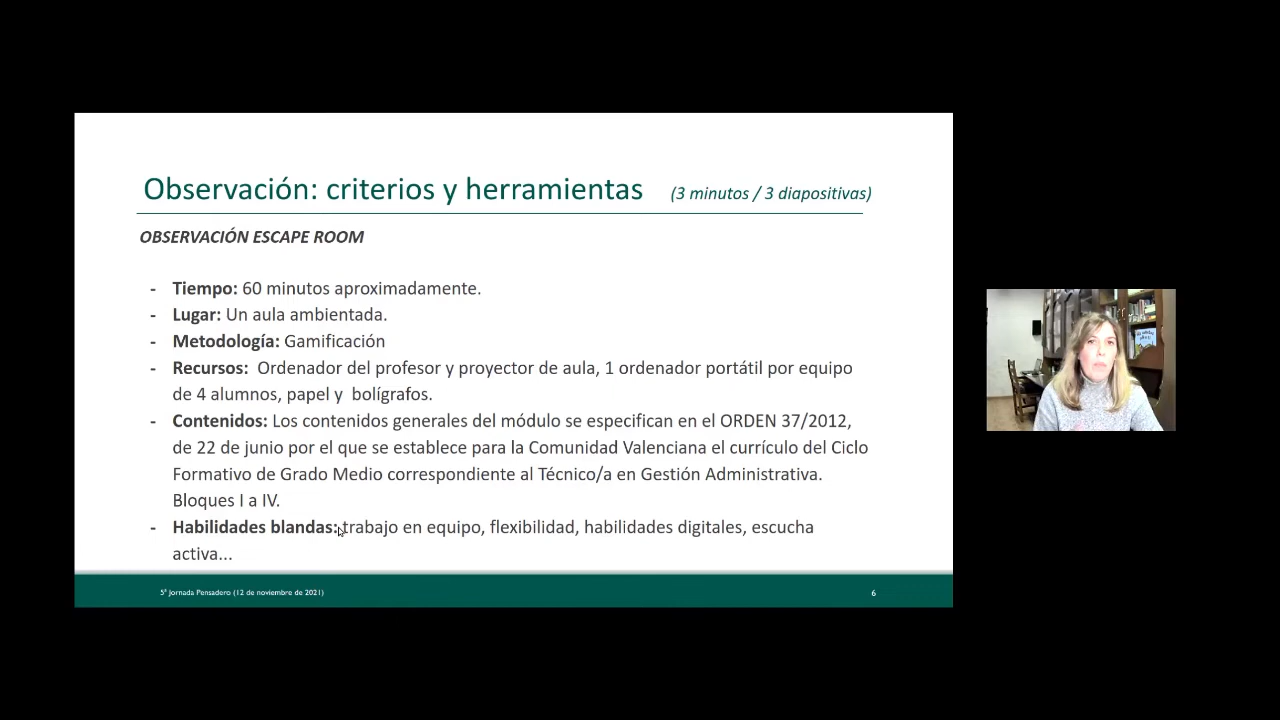 Observación: criterios y herramientas (3 minutos / 3 diapositivas)
OBSERVACIÓN ESCAPE ROOM
- Tiempo: 60 minutos aproximadamente.
- Lugar: Un aula ambientada.
- Metodología: Gamificación
- Recursos: Ordenador del profesor y proyector de aula, 1 ordenador portátil por equipo
de 4 alumnos, papel y bolígrafos.
- Contenidos: Los contenidos generales del módulo se especifican en el ORDEN 37/2012,
de 22 de junio por el que se establece para la Comunidad Valenciana el currículo del Ciclo
Formativo de Grado Medio correspondiente al Técnico/a en Gestión Administrativa.
Bloques I a IV.
- Habilidades blandas: trabajo en equipo, flexibilidad, habilidades digitales, escucha
activa...
5ª Jornada Pensadero (12 de noviembre de 2021)
6